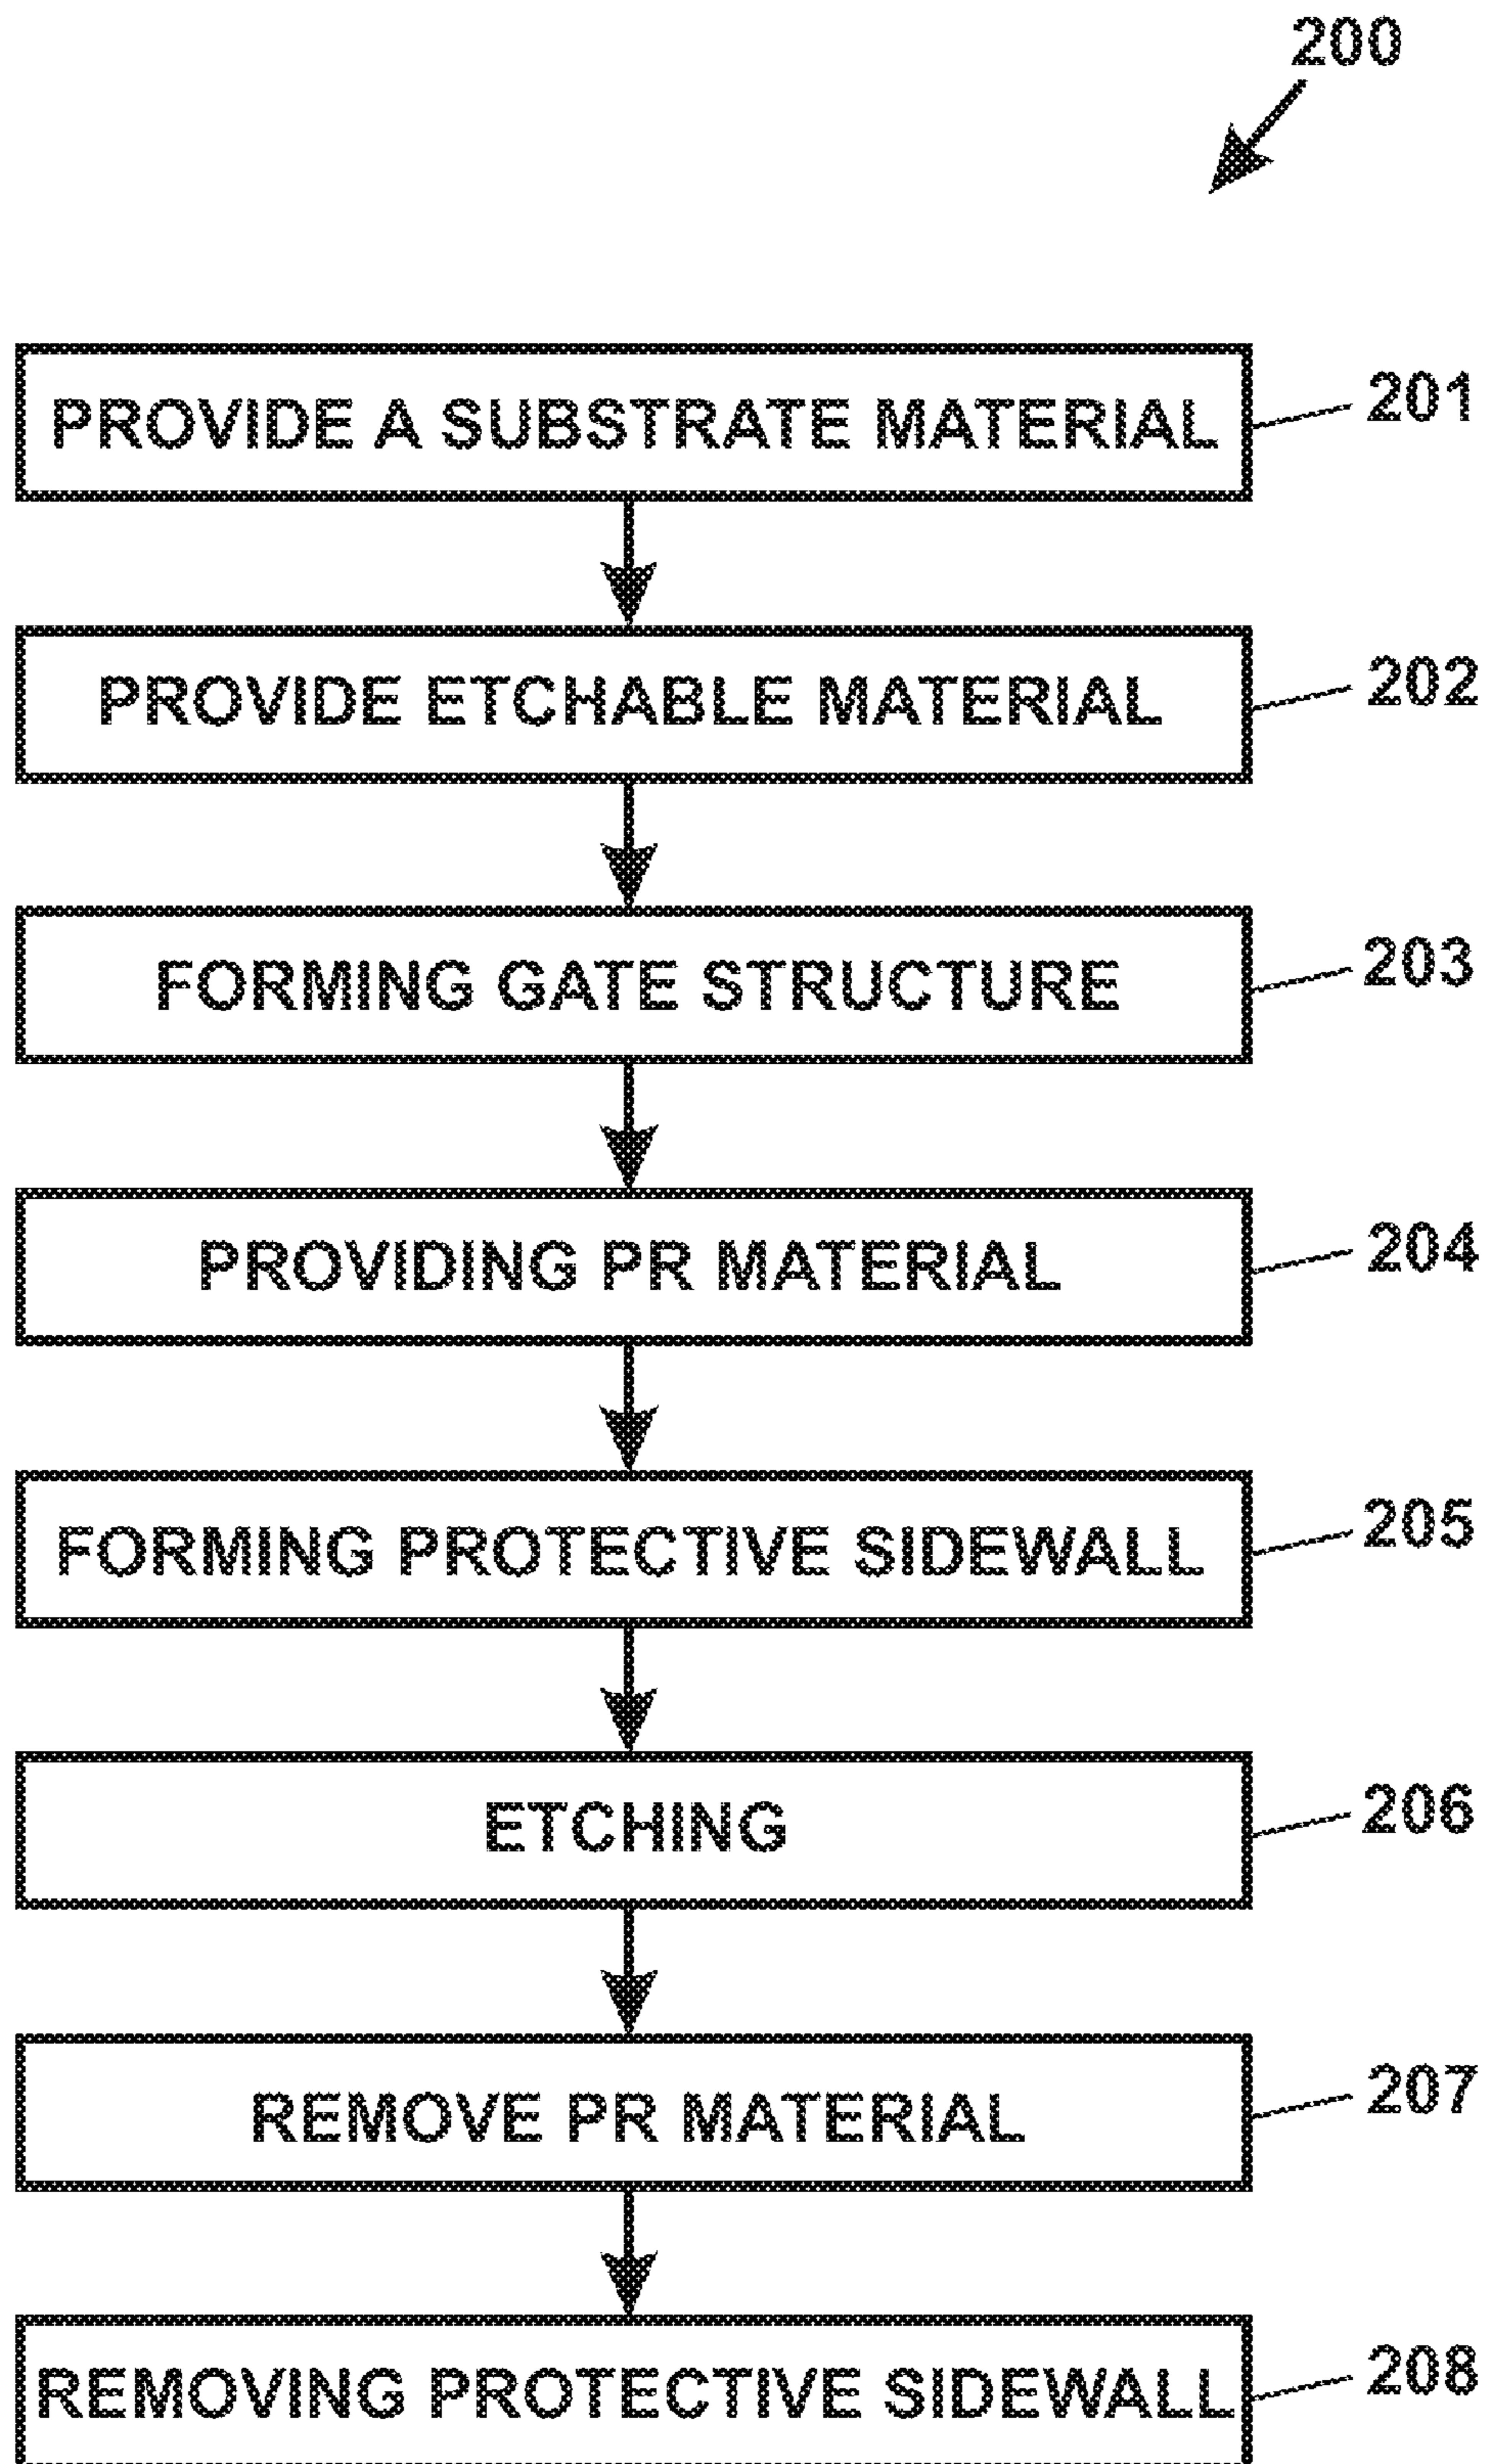 200
PROVIDE A SUBSTRATE MATERIAL 201
PROVIDE ETCHABLE MATERIAL 202
FORMING GATE STRUCTURE 203
PROVIDING PR MATERIAL 204
FORMING PROTECTIVE SIDEWALL 205
ETCHING 206
REMOVE PR MATERIAL 207
REMOVING PROTECTIVE SIDEWALL 208